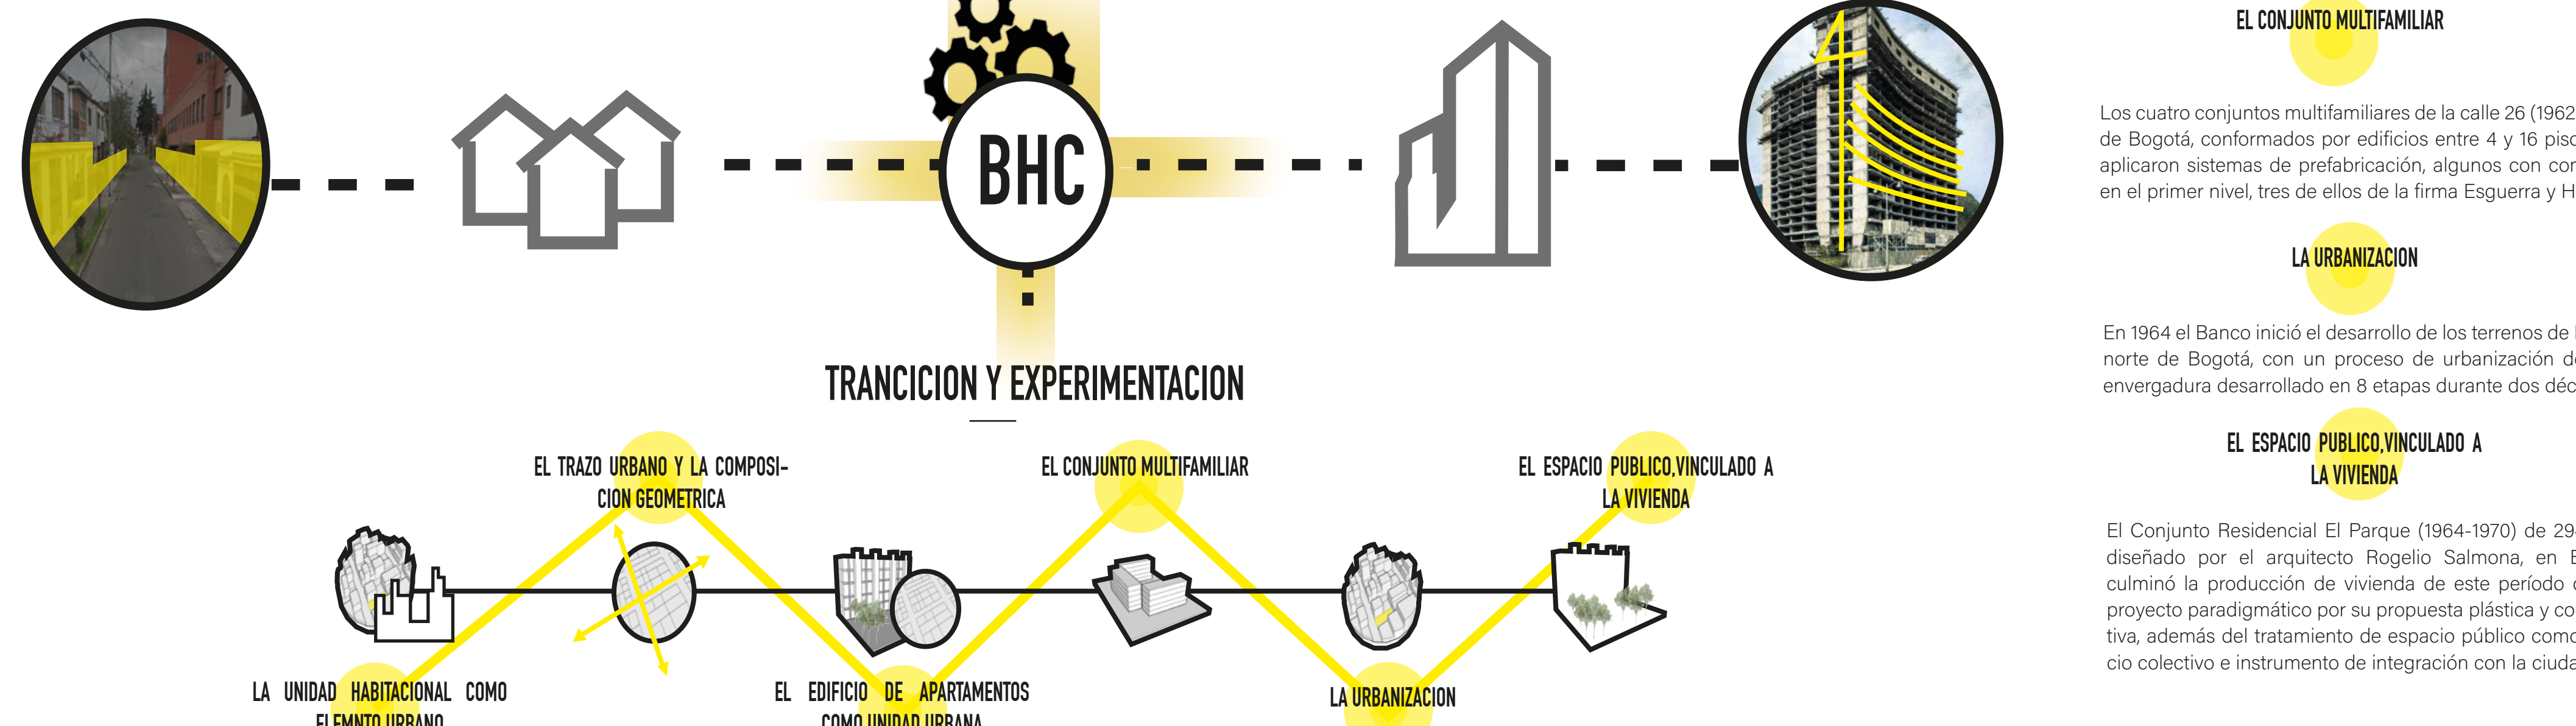 BHC
TRANCICION Y EXPERIMENTACION
EL TRAZO URBANO Y LA COMPOSI-
CION GEOMETRICA
EL CONJUNTO MULTIFAMILIAR
EL ESPACIO PUBLICO,VINCULADO A
LA VIVIENDA
LA UNIDAD HABITACIONAL COMO
ELEMNTO URBANO
EL EDIFICIO DE APARTAMENTOS
COMO UNIDAD URBANA
LA URBANIZACION
EL CONJUNTO MULTIFAMILIAR
Los cuatro conjuntos multifamiliares de la calle 26 (1962
de Bogotá, conformados por edificios entre 4 y 16
aplicaron sistemas de prefabricación, algunos con
en el primer nivel, tres de ellos de la firma Esguerra y
LA URBANIZACION
En 1964 el Banco inició el desarrollo de los terrenos de
norte de Bogotá, con un proceso de urbanización
envergadura desarrollado en 8 etapas durante dos
EL ESPACIO PUBLICO,VINCULADO A
LA VIVIENDA
El Conjunto Residencial El Parque (1964-1970) de
diseñado por el arquitecto Rogelio Salmona, en
culminó la producción de vivienda de este período
proyecto paradigmático por su propuesta plástica y
tiva, además del tratamiento de espacio público como
cio colectivo e instrumento de integración con la